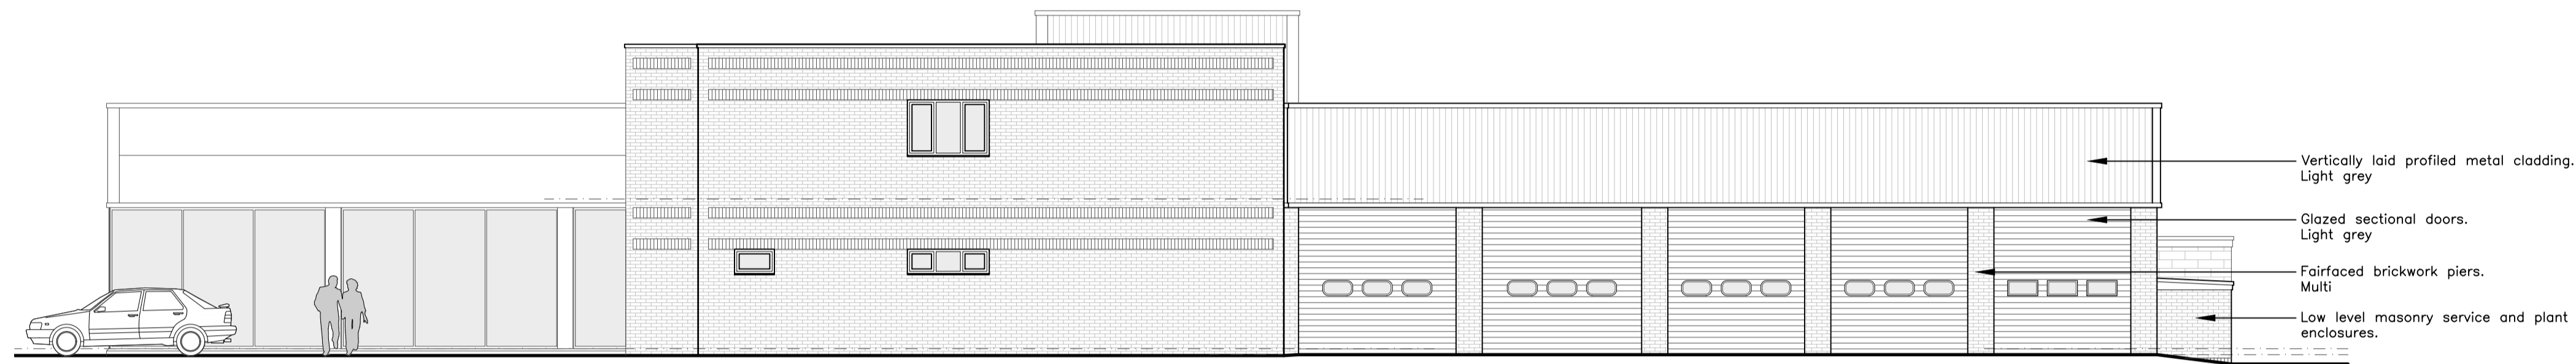 Vertically laid profiled metal cladding.
Light grey
Glazed sectional doors.
Light grey
Fairfaced brickwork piers.
Multi
Low level masonry service and plant
enclosures.